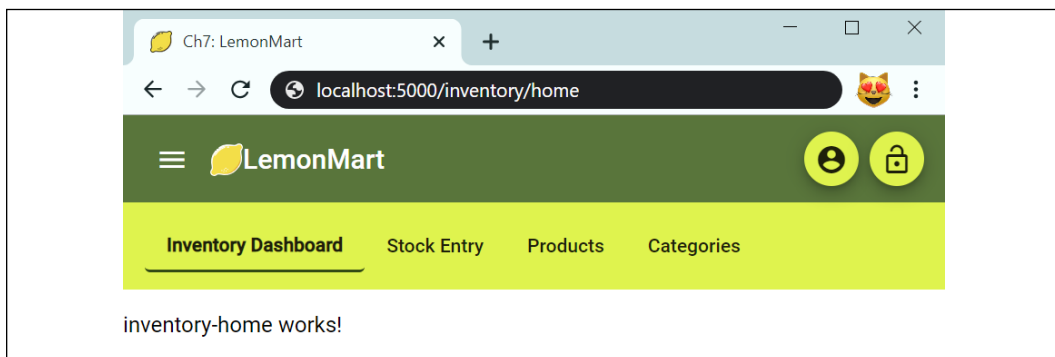 Ch7: LemonMart
localhost:5000/inventory/home
LemonMart
Inventory Dashboard Stock Entry Products Categories
inventory-home works!